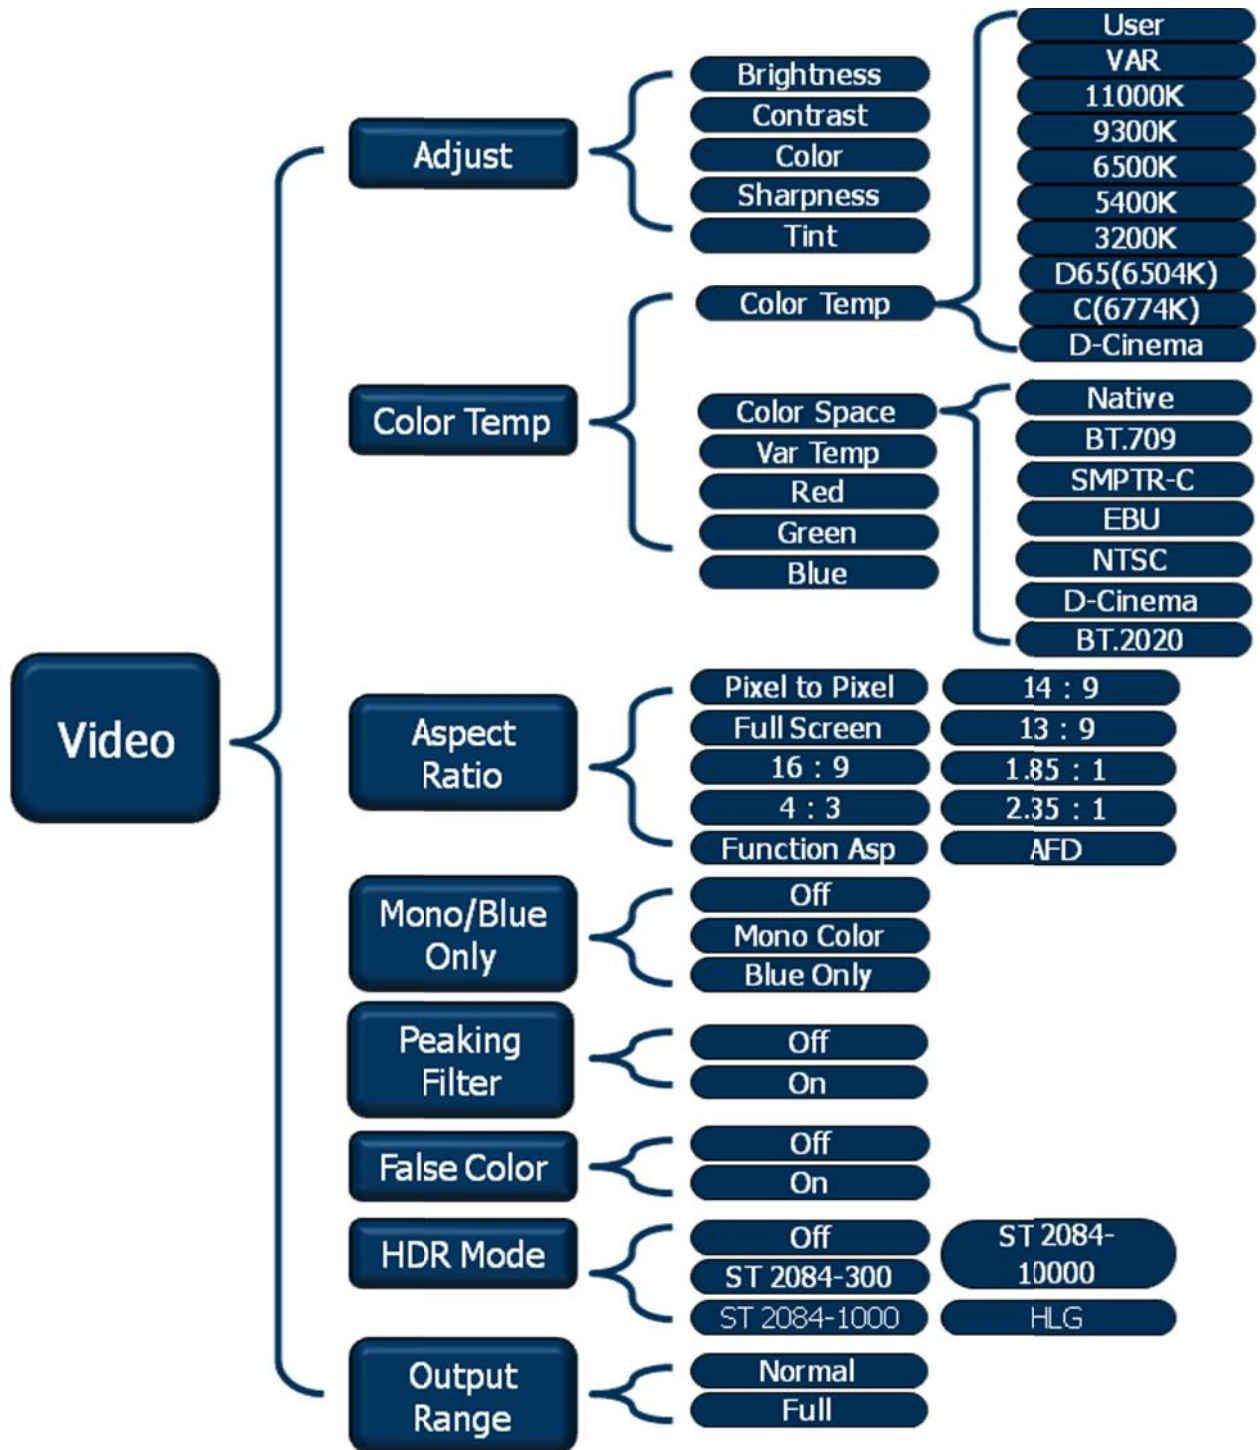 Video
Adjust
Brightness
Contrast
Color
Sharpness
Tint
Color Temp
Color Temp
User
VAR
11000K
9300K
6500K
5400K
3200K
D65(6504K)
C(6774K)
D-Cinema
Color Space
Native
BT.709
SMPTR-C
EBU
NTSC
D-Cinema
BT.2020
Var Temp
Red
Green
Blue
Aspect
Ratio
Pixel to Pixel
Full Screen
16 : 9
4 : 3
Function Asp
14 : 9
13 : 9
1.85 : 1
2.35 : 1
AFD
Mono/Blue
Only
Off
Mono Color
Blue Only
Peaking
Filter
Off
On
False Color
Off
On
HDR Mode
Off
ST 2084-300
ST 2084-1000
ST 2084-
10000
HLG
Output
Range
Normal
Full